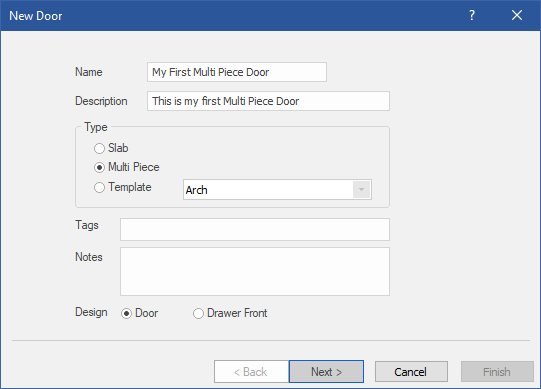 New Door ?
Name My First Multi Piece Door
Description This is my first Multi Piece Door
Type
Slab
Multi Piece
Template Arch
Tags
Notes
Design Door Drawer Front
< Back Next > Cancel Finish